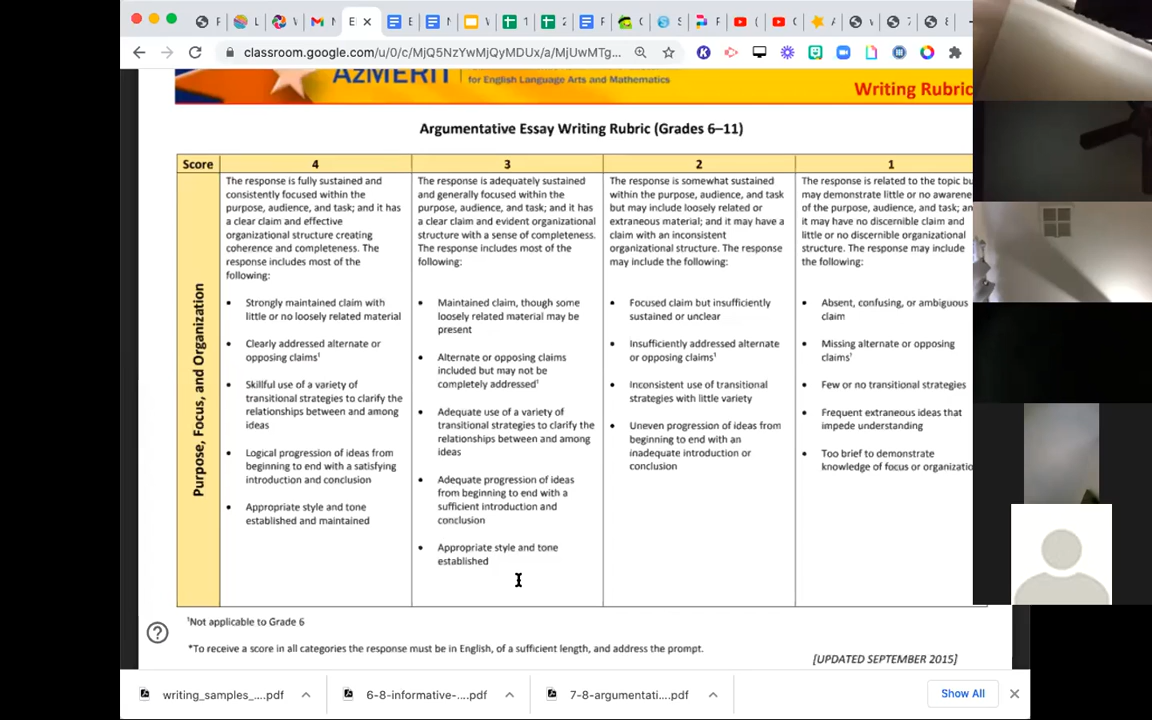 classroom.google.com/u/0/c/MjQ5NzYwMjQyMDUx/a/MjUwMTg...
AzMERIT
for English Language Arts and Mathematics
Writing Rubric
Argumentative Essay Writing Rubric (Grades 6–11)
Score 4 3 2 1
Purpose, Focus, and Organization
The response is fully sustained and
consistently focused within the
purpose, audience, and task; and it has
a clear claim and effective
organizational structure creating
coherence and completeness. The
response includes most of the
following:
• Strongly maintained claim with
little or no loosely related material
• Clearly addressed alternate or
opposing claims¹
• Skillful use of a variety of
transitional strategies to clarify the
relationships between and among
ideas
• Logical progression of ideas from
beginning to end with a satisfying
introduction and conclusion
• Appropriate style and tone
established and maintained
The response is adequately sustained
and generally focused within the
purpose, audience, and task; and it has
a clear claim and evident organizational
structure with a sense of completeness.
The response includes most of the
following:
• Maintained claim, though some
loosely related material may be
present
• Alternate or opposing claims
included but may not be
completely addressed¹
• Adequate use of a variety of
transitional strategies to clarify the
relationships between and among
ideas
• Adequate progression of ideas
from beginning to end with a
sufficient introduction and
conclusion
• Appropriate style and tone
established
The response is somewhat sustained
within the purpose, audience, and task
but may include loosely related or
extraneous material; and it may have a
claim with an inconsistent
organizational structure. The response
may include the following:
• Focused claim but insufficiently
sustained or unclear
• Insufficiently addressed alternate
or opposing claims¹
• Inconsistent use of transitional
strategies with little variety
• Uneven progression of ideas from
beginning to end with an
inadequate introduction or
conclusion
The response is related to the topic bu
may demonstrate little or no awarene
of the purpose, audience, and task; an
it may have no discernible claim and
little or no discernible organizational
structure. The response may include
the following:
• Absent, confusing, or ambiguous
claim
• Missing alternate or opposing
claims¹
• Few or no transitional strategies
• Frequent extraneous ideas that
impede understanding
• Too brief to demonstrate
knowledge of focus or organizatio
¹Not applicable to Grade 6
*To receive a score in all categories the response must be in English, of a sufficient length, and address the prompt.
[UPDATED SEPTEMBER 2015]
writing_samples_....pdf
6-8-informative-....pdf
7-8-argumentati....pdf
Show All